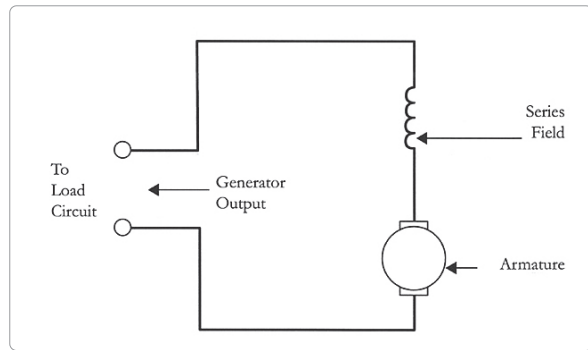 Series
Field
To
Load
Circuit
Generator
Output
Armature